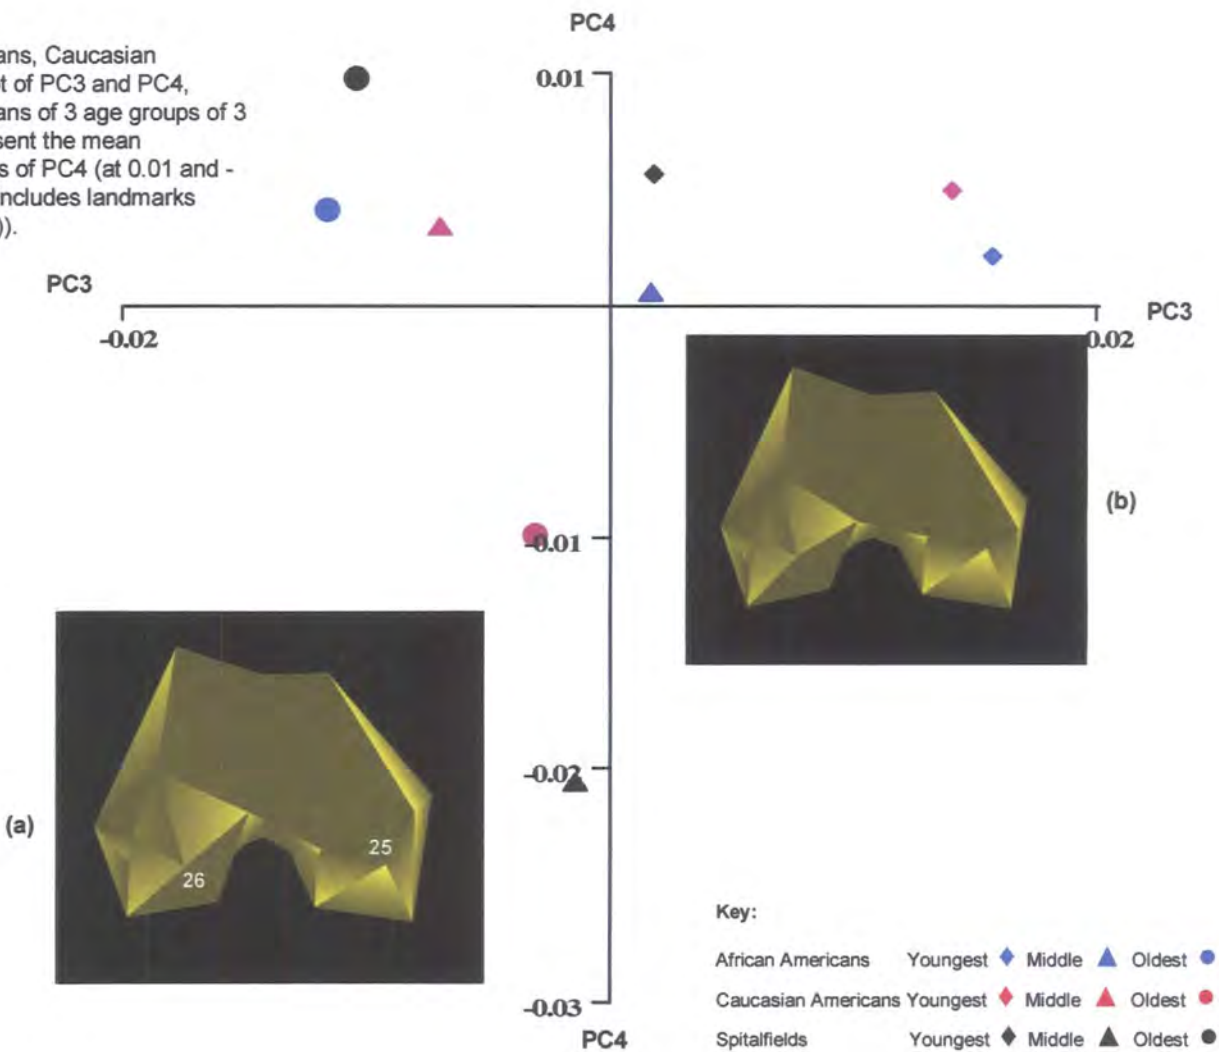 PC4
ans, Caucasian
t of PC3 and PC4,
ans of 3 age groups of 3
sent the mean
s of PC4 (at 0.01 and -
includes landmarks
)).
0.01
PC3
PC3
-0.02
0.02
(b)
-0.01
(a)
25
26
-0.02
-0.03
PC4
Key:
African Americans Youngest Middle Oldest
Caucasian Americans Youngest Middle Oldest
Spitalfields Youngest Middle Oldest